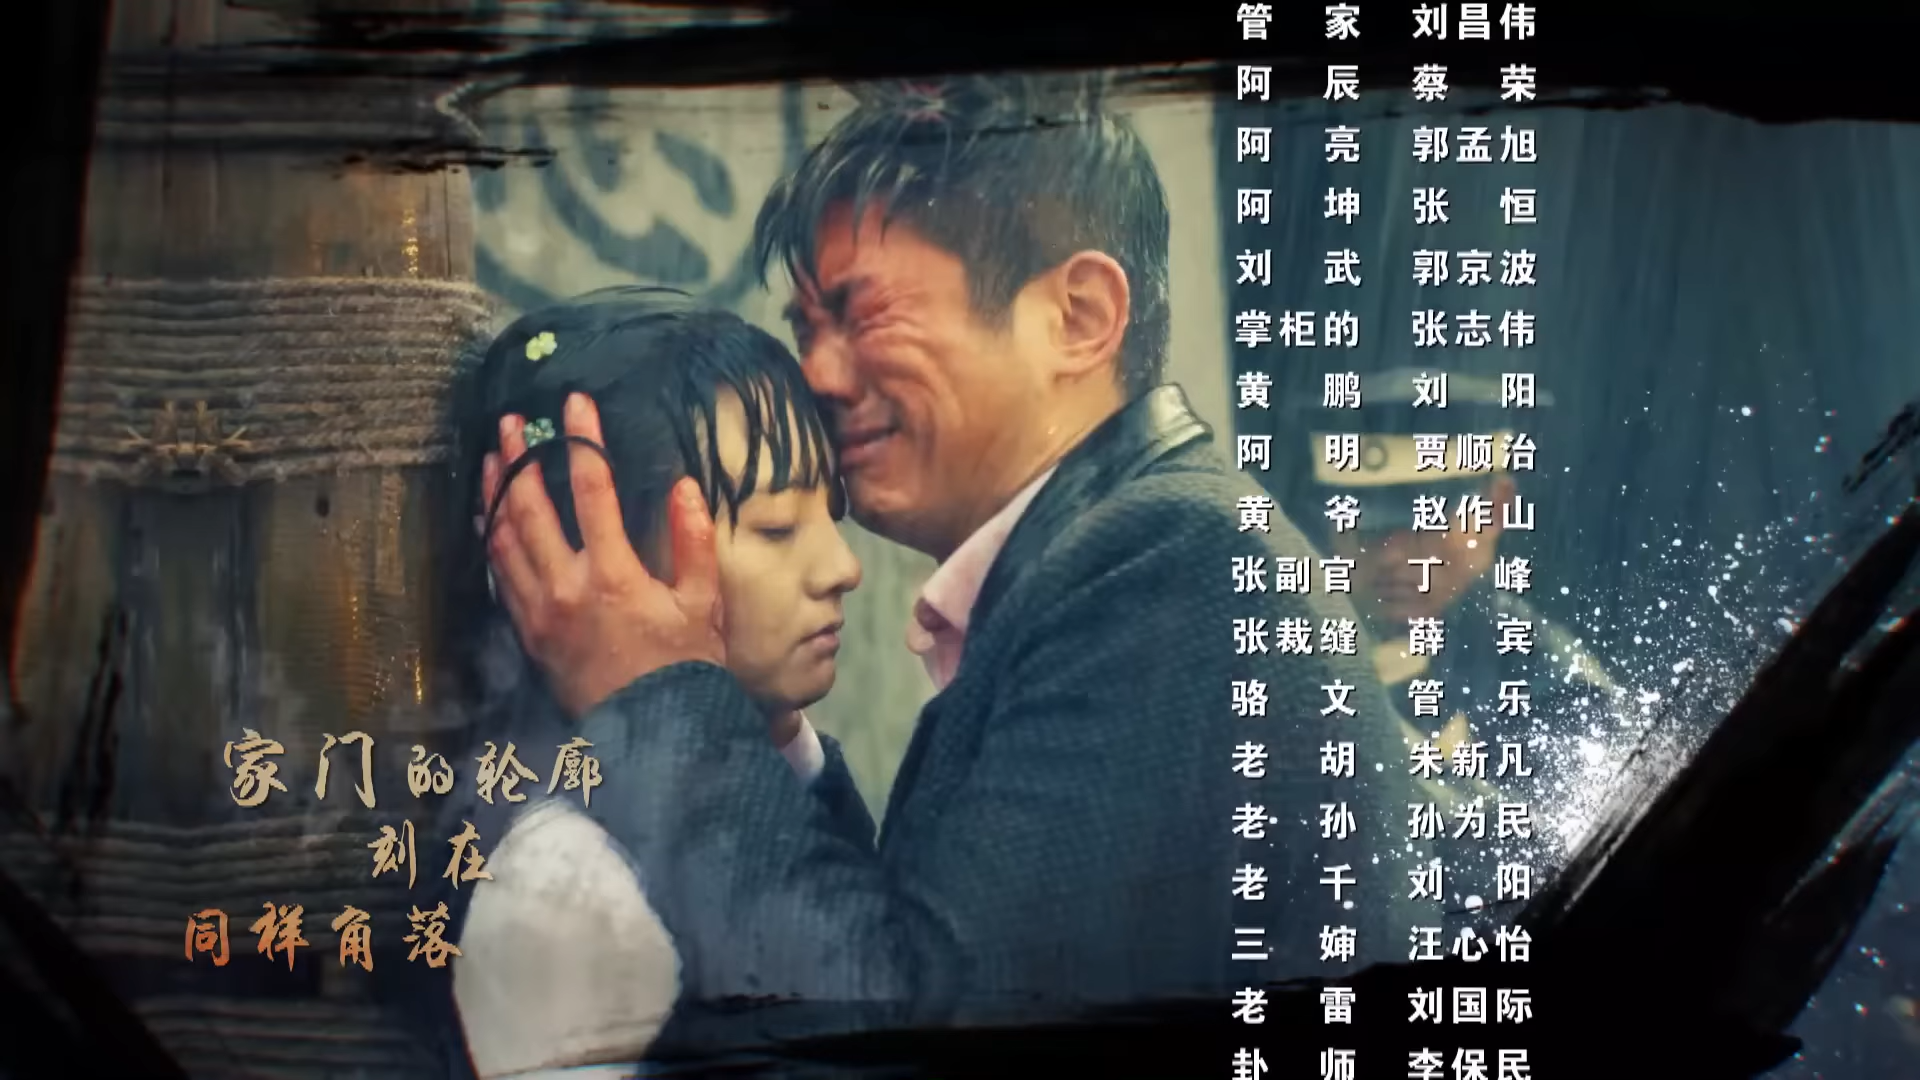 管家 刘昌伟
阿辰 蔡荣
阿亮 郭孟旭
阿坤 张恒
刘武 郭京波
掌柜的 张志伟
黄鹏 刘阳
阿明 贾顺治
黄爷 赵作山
张副官 丁峰
张裁缝 薛宾
骆文 管乐
老胡 朱新凡
老孙 孙为民
老千 刘阳
三婶 汪心怡
老雷 刘国际
卦师 李保民
家门的轮廓
刻在
同样角落